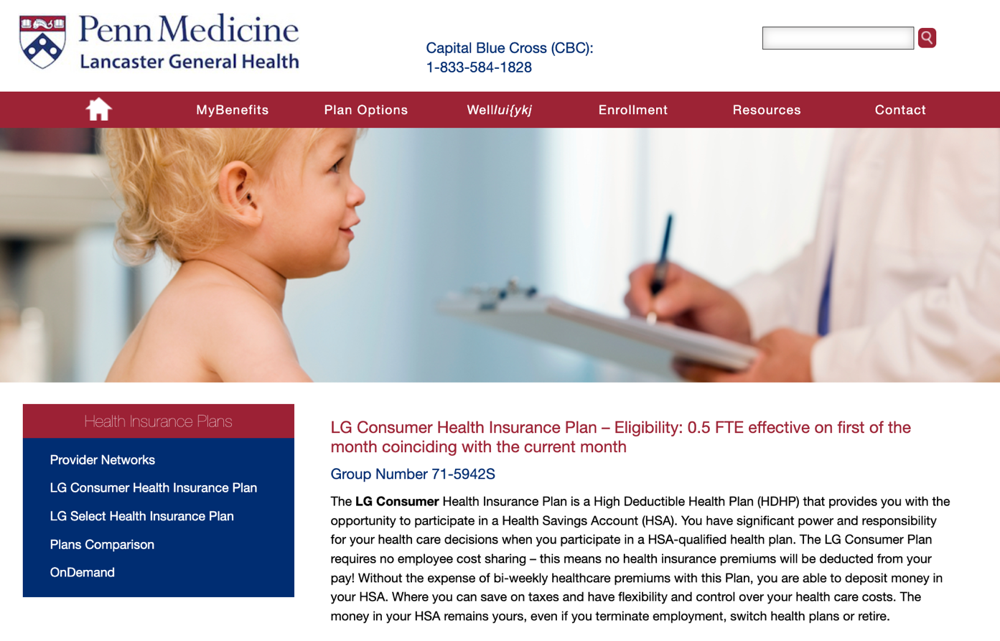 Penn Medicine
Lancaster General Health
Capital Blue Cross (CBC):
1-833-584-1828
MyBenefits
Plan Options
Welllui{ykj
Enrollment
Resources
Contact
Health Insurance Plans
Provider Networks
LG Consumer Health Insurance Plan
LG Select Health Insurance Plan
Plans Comparison
OnDemand
LG Consumer Health Insurance Plan – Eligibility: 0.5 FTE effective on first of the
month coinciding with the current month
Group Number 71-5942S
The LG Consumer Health Insurance Plan is a High Deductible Health Plan (HDHP) that provides you with the
opportunity to participate in a Health Savings Account (HSA). You have significant power and responsibility
for your health care decisions when you participate in a HSA-qualified health plan. The LG Consumer Plan
requires no employee cost sharing – this means no health insurance premiums will be deducted from your
pay! Without the expense of bi-weekly healthcare premiums with this Plan, you are able to deposit money in
your HSA. Where you can save on taxes and have flexibility and control over your health care costs. The
money in your HSA remains yours, even if you terminate employment, switch health plans or retire.